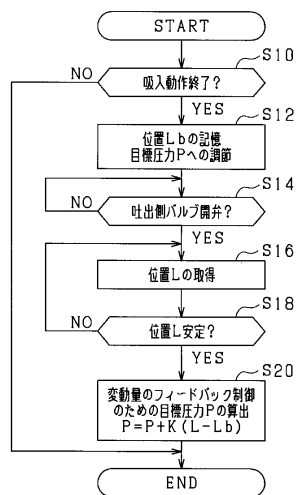 START
S10
吸入動作終了?
NO
YES
S12
位置Lbの記憶
目標圧力Pへの調節
S14
吐出側バルブ開弁?
NO
YES
S16
位置Lの取得
S18
位置L安定?
NO
YES
S20
変動量のフィードバック制御
のための目標圧力Pの算出
P=P+K(L-Lb)
END